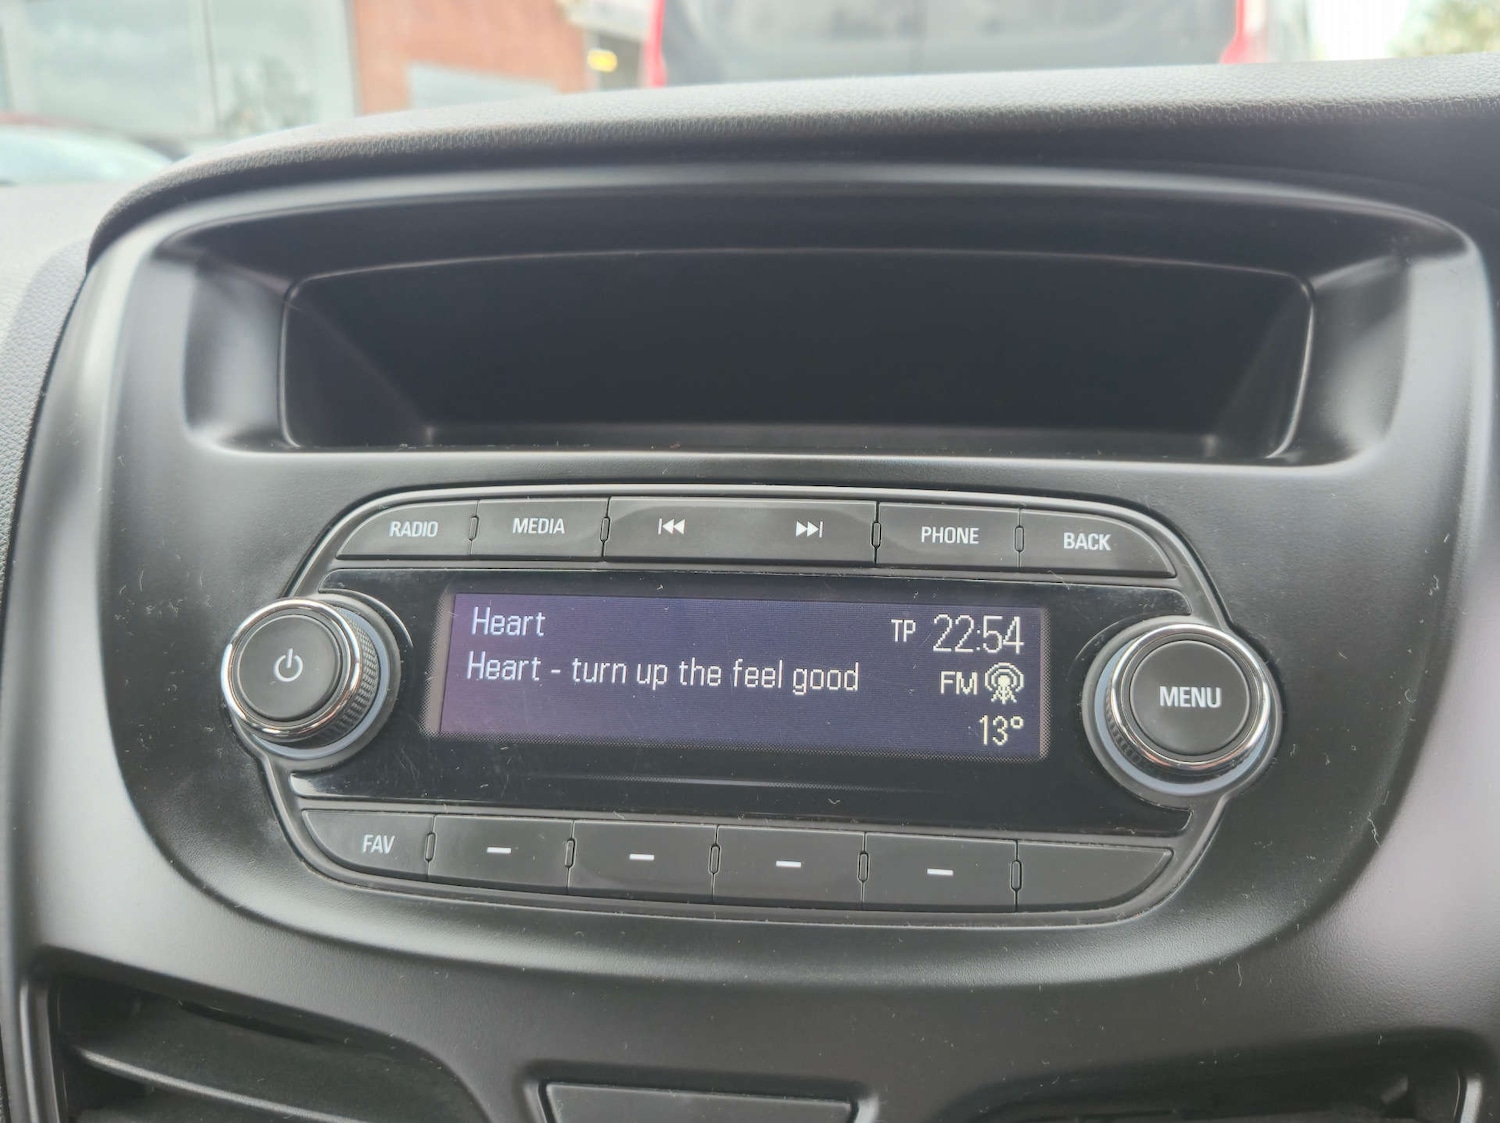 RADIO MEDIA PHONE BACK
Heart TP 22:54
Heart - turn up the feel good FM
13°
MENU
FAV